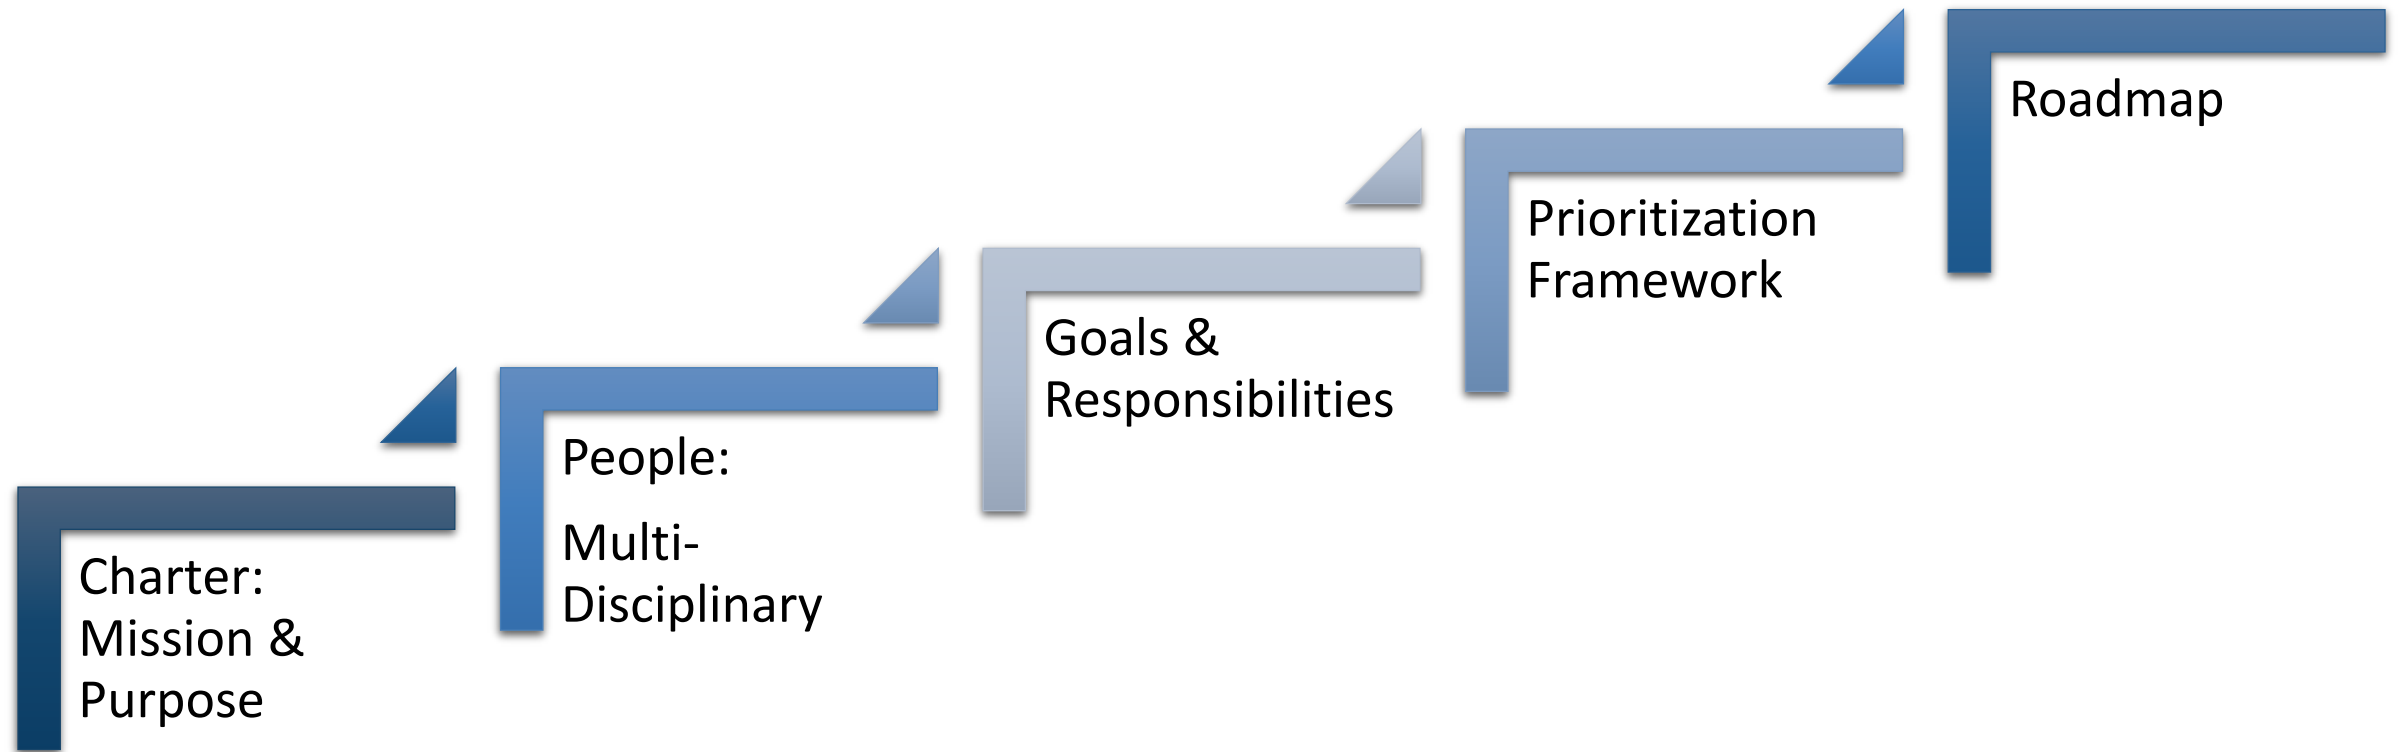 Charter:
Mission &
Purpose
People:
Multi-
Disciplinary
Goals &
Responsibilities
Prioritization
Framework
Roadmap